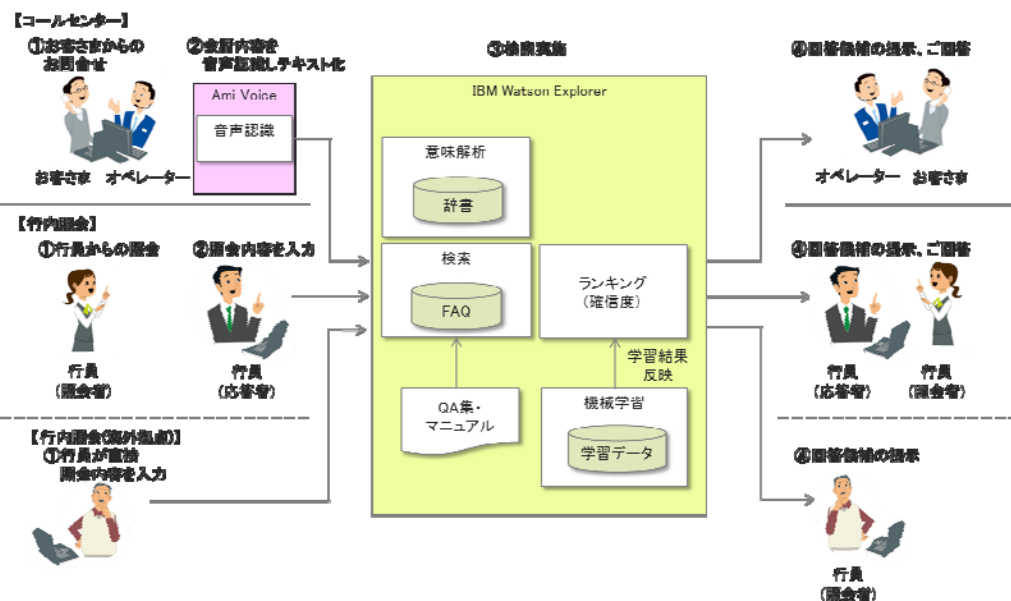 【コールセンター】
①お客さまからの
お問合せ
②会話内容を
音声認識しテキスト化
③検索実施
④回答候補の提示、ご回答
Ami Voice
音声認識
IBM Watson Explorer
意味解析
辞書
お客さま オペレーター
オペレーター お客さま
【行内照会】
①行員からの照会
②照会内容を入力
④回答候補の提示、ご回答
検索
FAQ
ランキング
(確信度)
行員
(照会者)
行員
(応答者)
行員
(応答者)
行員
(照会者)
学習結果
反映
QA集・
マニュアル
機械学習
学習データ
【行内照会(海外拠点)】
①行員が直接
照会内容を入力
④回答候補の提示
行員
(照会者)